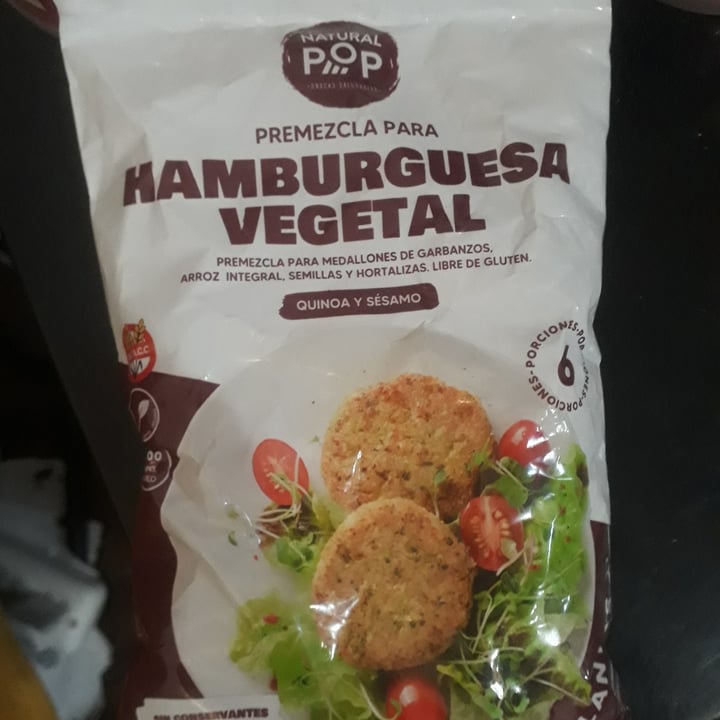 NATURAL
POP
PREMEZCLA PARA
HAMBURGUESA
VEGETAL
PREMEZCLA PARA MEDALLONES DE GARBANZOS,
ARROZ INTEGRAL, SEMILLAS Y HORTALIZAS. LIBRE DE GLUTEN.
QUINOA Y SÉSAMO
PORCIONES
6
PORCIONES
SIN CONSERVANTES